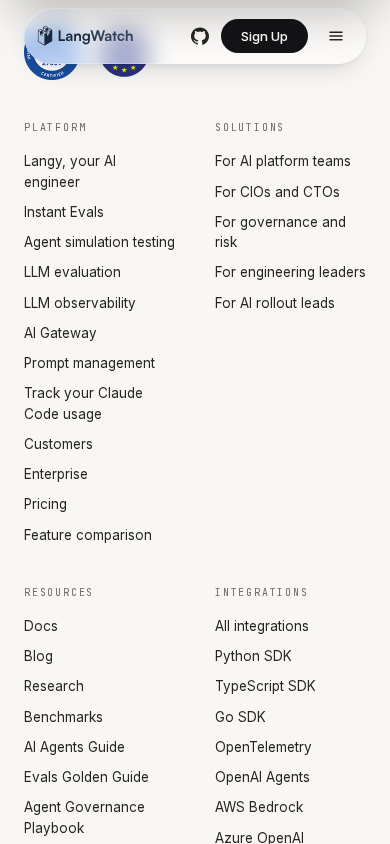 LangWatch
Sign Up
CERTIFIED
PLATFORM
Langy, your AI
engineer
Instant Evals
Agent simulation testing
LLM evaluation
LLM observability
AI Gateway
Prompt management
Track your Claude
Code usage
Customers
Enterprise
Pricing
Feature comparison
SOLUTIONS
For AI platform teams
For CIOs and CTOs
For governance and
risk
For engineering leaders
For AI rollout leads
RESOURCES
Docs
Blog
Research
Benchmarks
AI Agents Guide
Evals Golden Guide
Agent Governance
Playbook
INTEGRATIONS
All integrations
Python SDK
TypeScript SDK
Go SDK
OpenTelemetry
OpenAI Agents
AWS Bedrock
Azure OpenAI